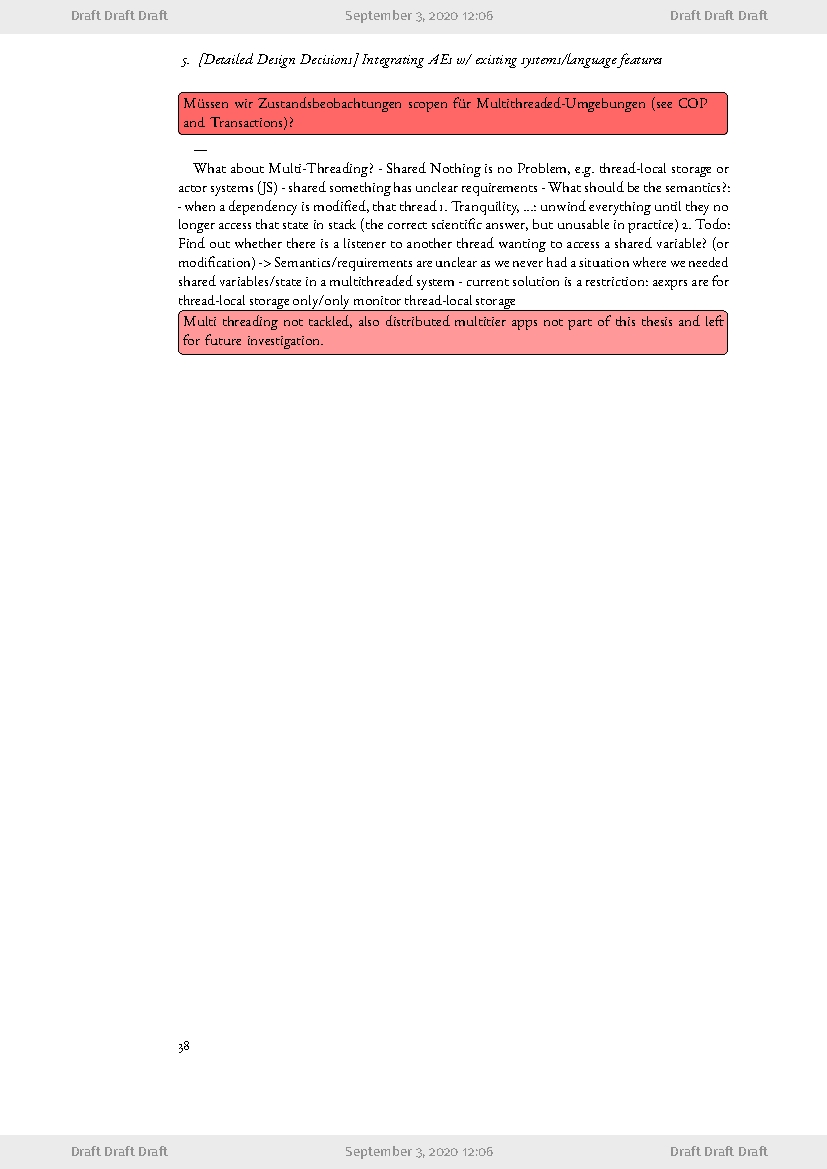 Draft Draft Draft September 3, 2020 12:06 Draft Draft Draft
5. [Detailed Design Decisions] Integrating AEs w/ existing systems/language features
Müssen wir Zustandsbeobachtungen scopen für Multithreaded-Umgebungen (see COP
and Transactions)?
—
What about Multi-Threading? - Shared Nothing is no Problem, e.g. thread-local storage or
actor systems (JS) - shared something has unclear requirements - What should be the semantics?:
- when a dependency is modified, that thread 1. Tranquility, ...: unwind everything until they no
longer access that state in stack (the correct scientific answer, but unusable in practice) 2. Todo:
Find out whether there is a listener to another thread wanting to access a shared variable? (or
modification) -> Semantics/requirements are unclear as we never had a situation where we needed
shared variables/state in a multithreaded system - current solution is a restriction: aexprs are for
thread-local storage only/only monitor thread-local storage
Multi threading not tackled, also distributed multitier apps not part of this thesis and left
for future investigation.
38
Draft Draft Draft September 3, 2020 12:06 Draft Draft Draft